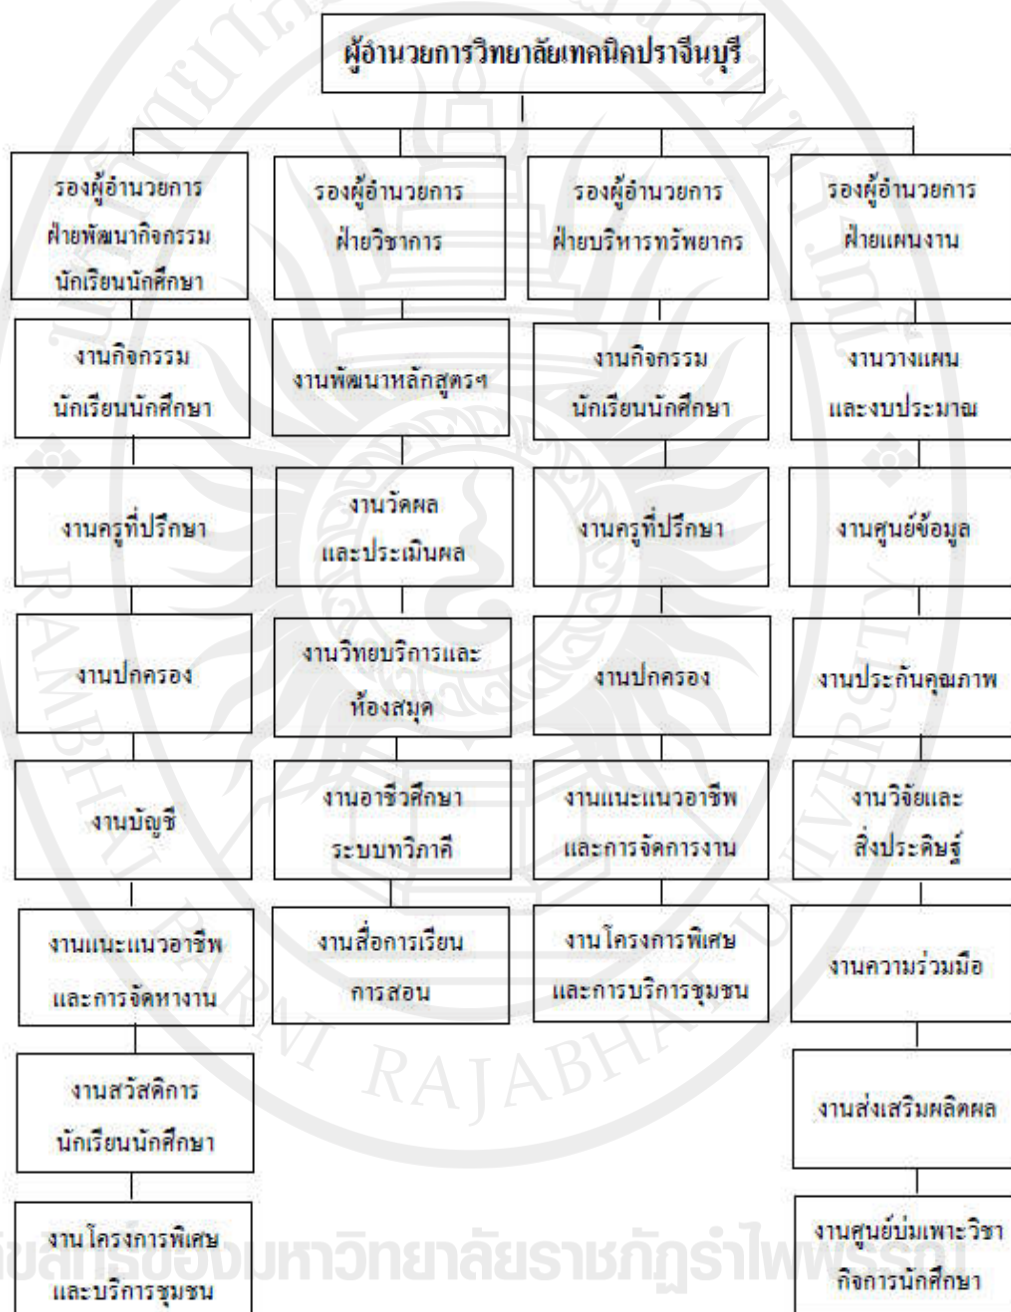 ผู้อำนวยการวิทยาลัยเทคนิคปราจีนบุรี
รองผู้อำนวยการ
ฝ่ายพัฒนากิจกรรม
นักเรียนนักศึกษา
รองผู้อำนวยการ
ฝ่ายวิชาการ
รองผู้อำนวยการ
ฝ่ายบริหารทรัพยากร
รองผู้อำนวยการ
ฝ่ายแผนงาน
งานกิจกรรม
นักเรียนนักศึกษา
งานพัฒนาหลักสูตรฯ
งานกิจกรรม
นักเรียนนักศึกษา
งานวางแผน
และงบประมาณ
งานครูที่ปรึกษา
งานวัดผล
และประเมินผล
งานครูที่ปรึกษา
งานศูนย์ข้อมูล
งานปกครอง
งานวิทยบริการและ
ห้องสมุด
งานปกครอง
งานประกันคุณภาพ
งานบัญชี
งานอาชีวศึกษา
ระบบทวิภาคี
งานแนะแนวอาชีพ
และการจัดการงาน
งานวิจัยและ
สิ่งประดิษฐ์
งานแนะแนวอาชีพ
และการจัดหางาน
งานสื่อการเรียน
การสอน
งานโครงการพิเศษ
และการบริการชุมชน
งานความร่วมมือ
งานสวัสดิการ
นักเรียนนักศึกษา
งานส่งเสริมผลิตผล
งานโครงการพิเศษ
และบริการชุมชน
งานศูนย์บ่มเพาะวิชา
กิจการนักศึกษา
RAMBHAI BARNI RAJABHAT UNIVERSITY